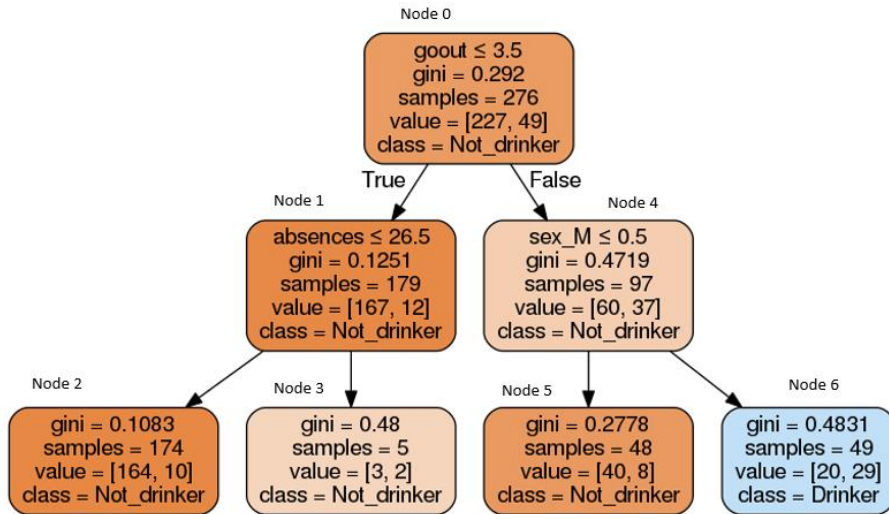 Node 0
goout ≤ 3.5
gini = 0.292
samples = 276
value = [227, 49]
class = Not_drinker
True
False
Node 1
absences ≤ 26.5
gini = 0.1251
samples = 179
value = [167, 12]
class = Not_drinker
Node 4
sex_M ≤ 0.5
gini = 0.4719
samples = 97
value = [60, 37]
class = Not_drinker
Node 2
gini = 0.1083
samples = 174
value = [164, 10]
class = Not_drinker
Node 3
gini = 0.48
samples = 5
value = [3, 2]
class = Not_drinker
Node 5
gini = 0.2778
samples = 48
value = [40, 8]
class = Not_drinker
Node 6
gini = 0.4831
samples = 49
value = [20, 29]
class = Drinker